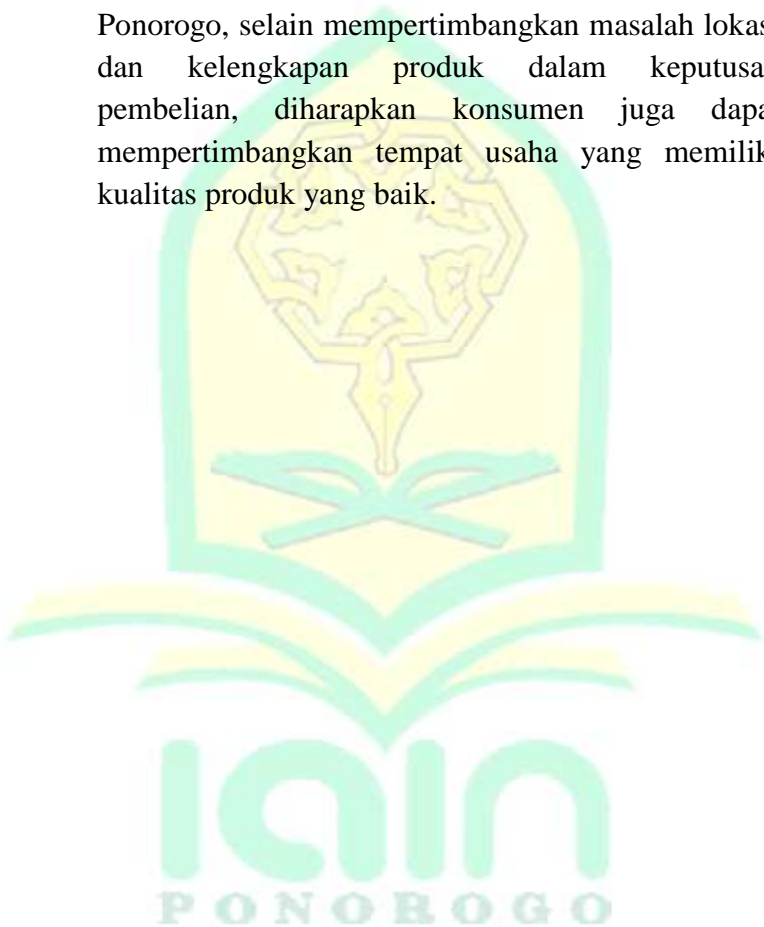 Ponorogo, selain mempertimbangkan masalah lokas
dan kelengkapan produk dalam keputusa
pembelian, diharapkan konsumen juga dapa
mempertimbangkan tempat usaha yang memilik
kualitas produk yang baik.
iain
PONOROGO